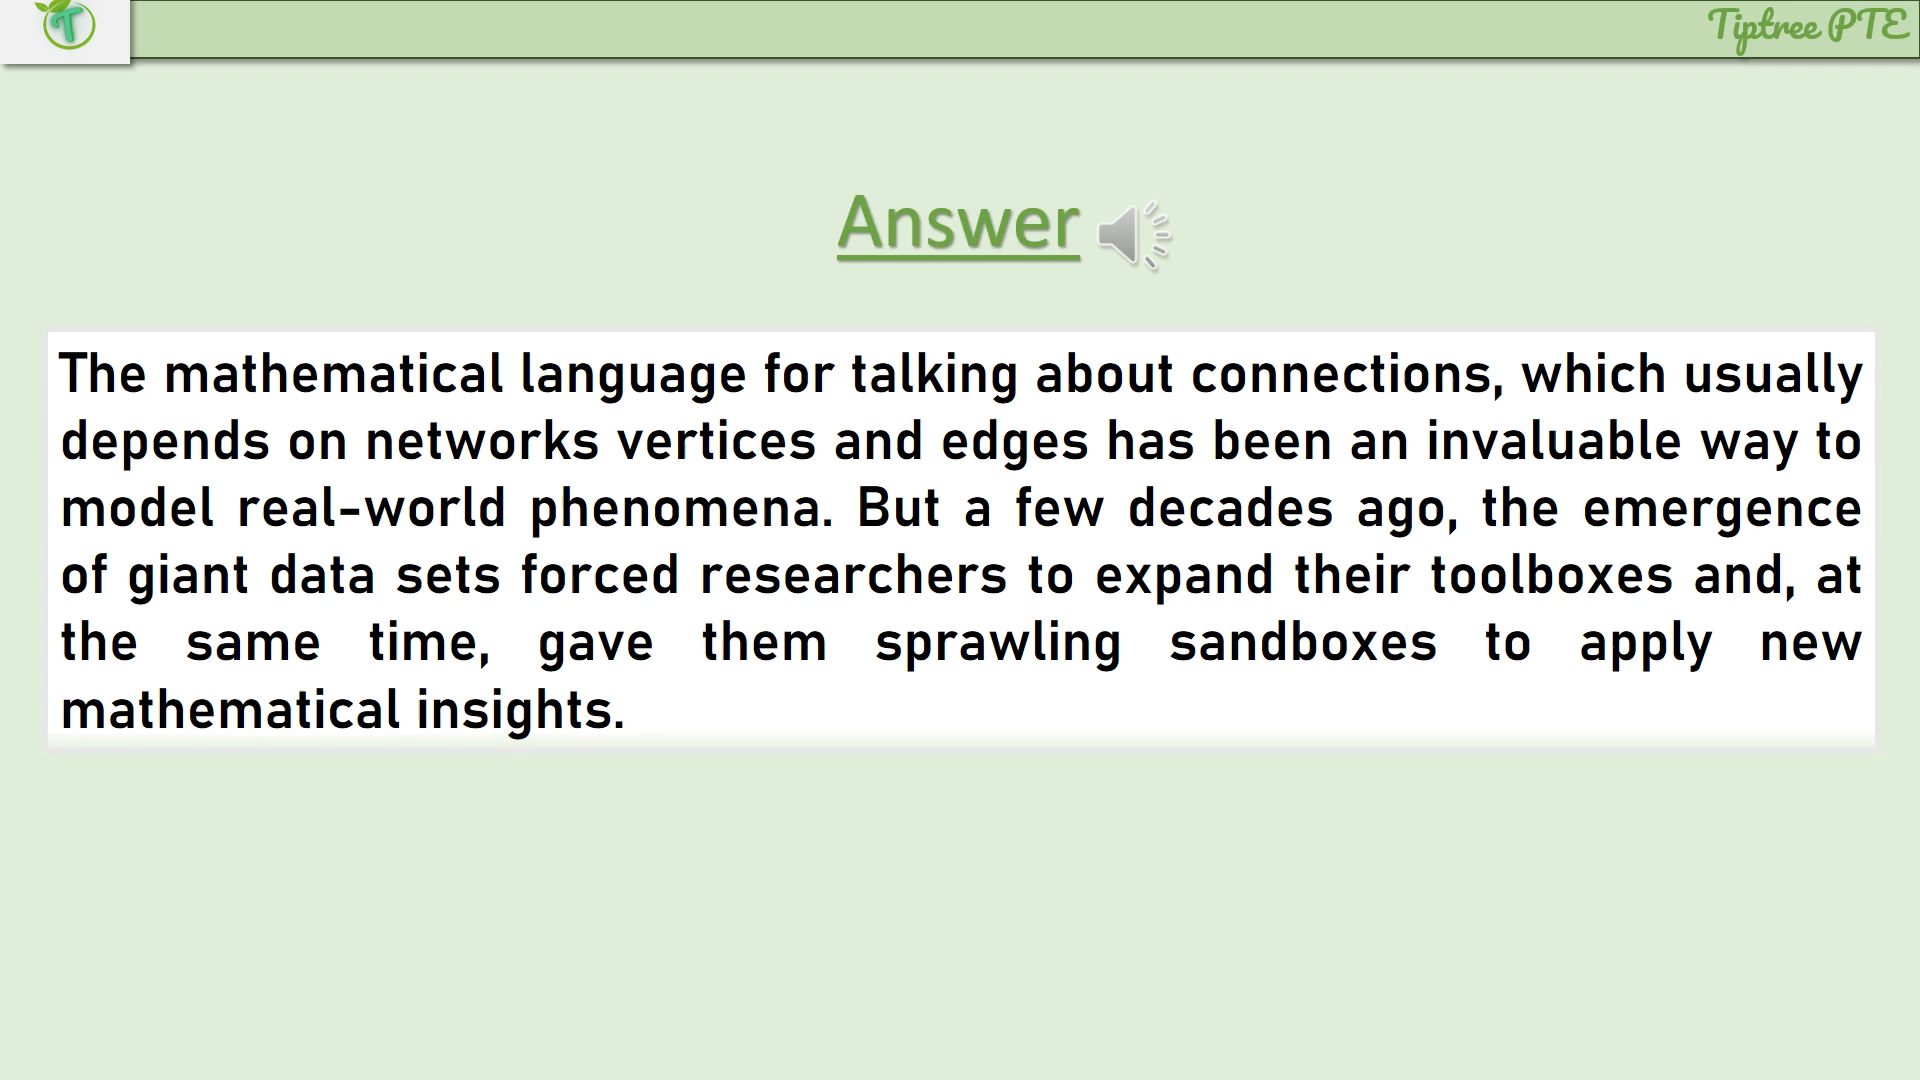 T
Tiptree PTE
Answer
The mathematical language for talking about connections, which usually
depends on networks vertices and edges has been an invaluable way to
model real-world phenomena. But a few decades ago, the emergence
of giant data sets forced researchers to expand their toolboxes and, at
the same time, gave them sprawling sandboxes to apply new
mathematical insights.